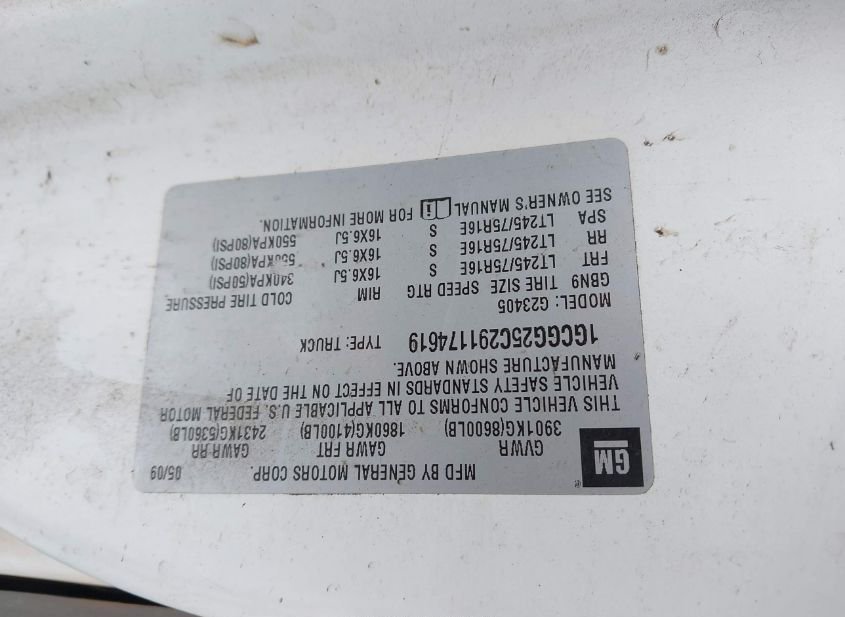 GM
®
MFD BY GENERAL MOTORS CORP. 05/09
GVWR GAWR FRT GAWR RR
3901KG(8600LB) 1860KG(4100LB) 2431KG(5360LB)
THIS VEHICLE CONFORMS TO ALL APPLICABLE U.S. FEDERAL MOTOR
VEHICLE SAFETY STANDARDS IN EFFECT ON THE DATE OF
MANUFACTURE SHOWN ABOVE.
1GCGG25C291174619 TYPE: TRUCK
MODEL: G23405
GBN9 TIRE SIZE SPEED RTG RIM COLD TIRE PRESSURE
FRT LT245/75R16E S 16X6.5J 340KPA(50PSI)
RR LT245/75R16E S 16X6.5J 550KPA(80PSI)
SPA LT245/75R16E S 16X6.5J 550KPA(80PSI)
SEE OWNER'S MANUAL FOR MORE INFORMATION.